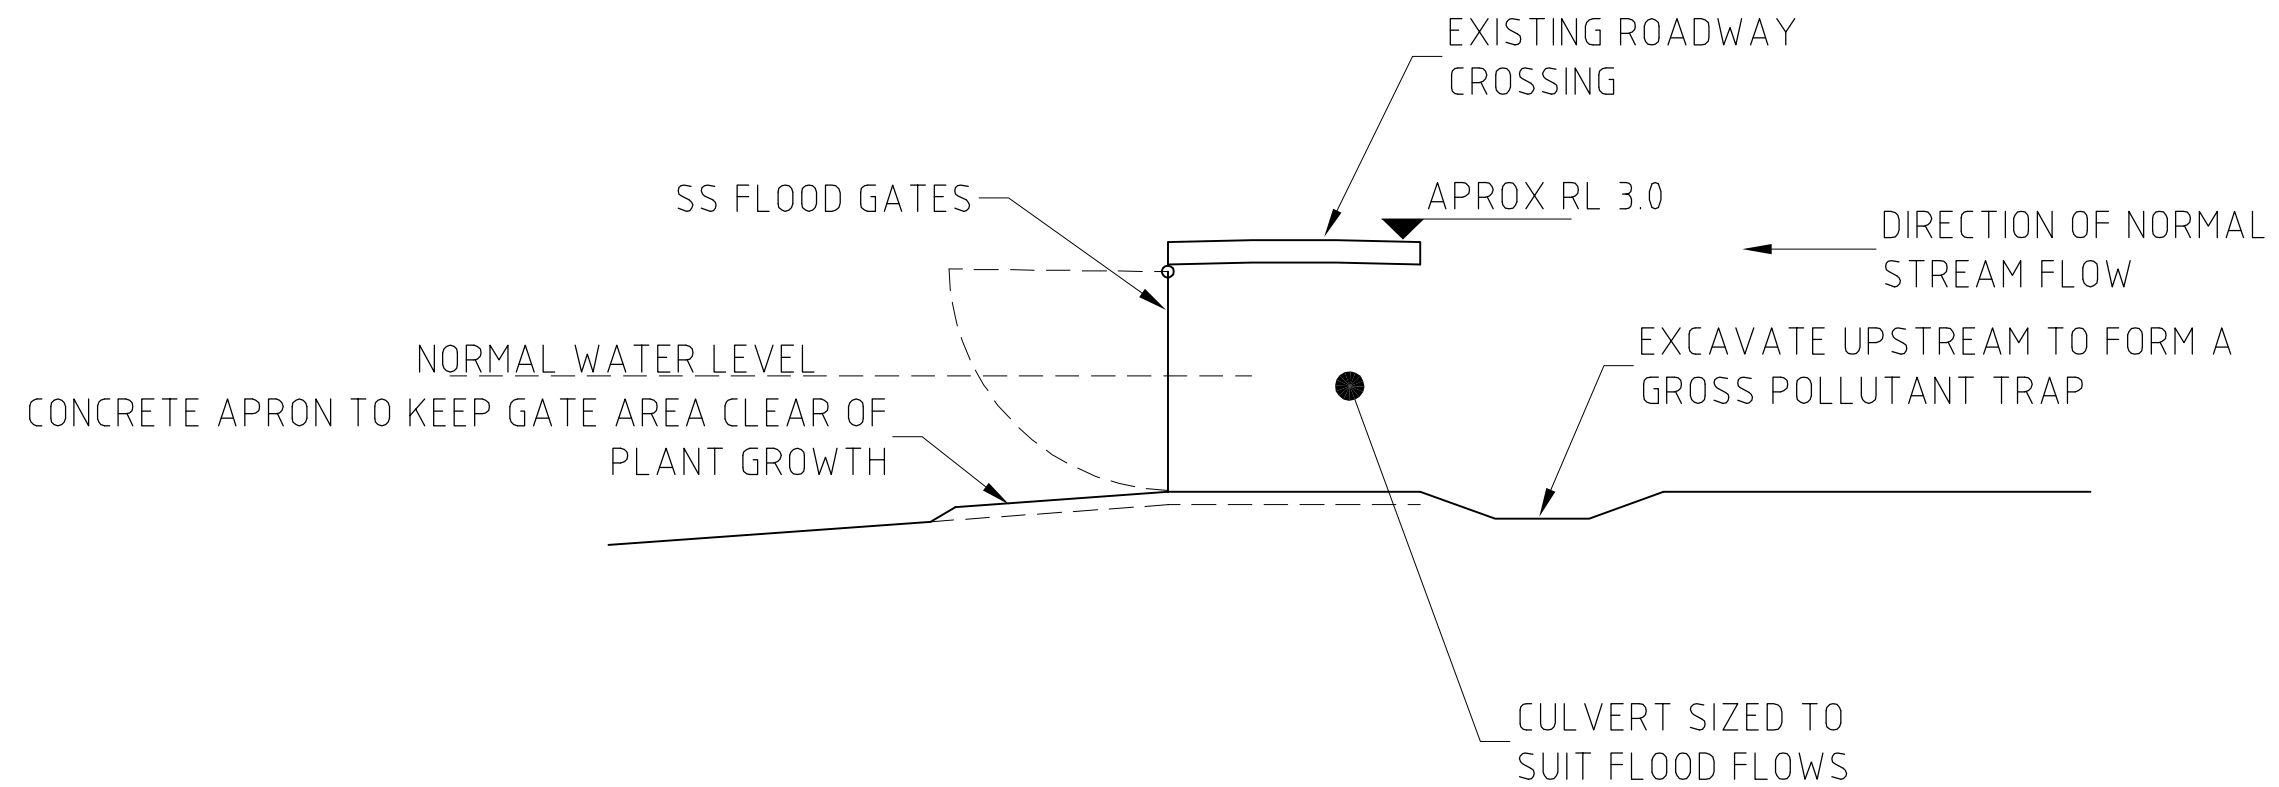 EXISTING ROADWAY
CROSSING
SS FLOOD GATES
APROX RL 3.0
DIRECTION OF NORMAL
STREAM FLOW
NORMAL WATER LEVEL
EXCAVATE UPSTREAM TO FORM A
GROSS POLLUTANT TRAP
CONCRETE APRON TO KEEP GATE AREA CLEAR OF
PLANT GROWTH
CULVERT SIZED TO
SUIT FLOOD FLOWS